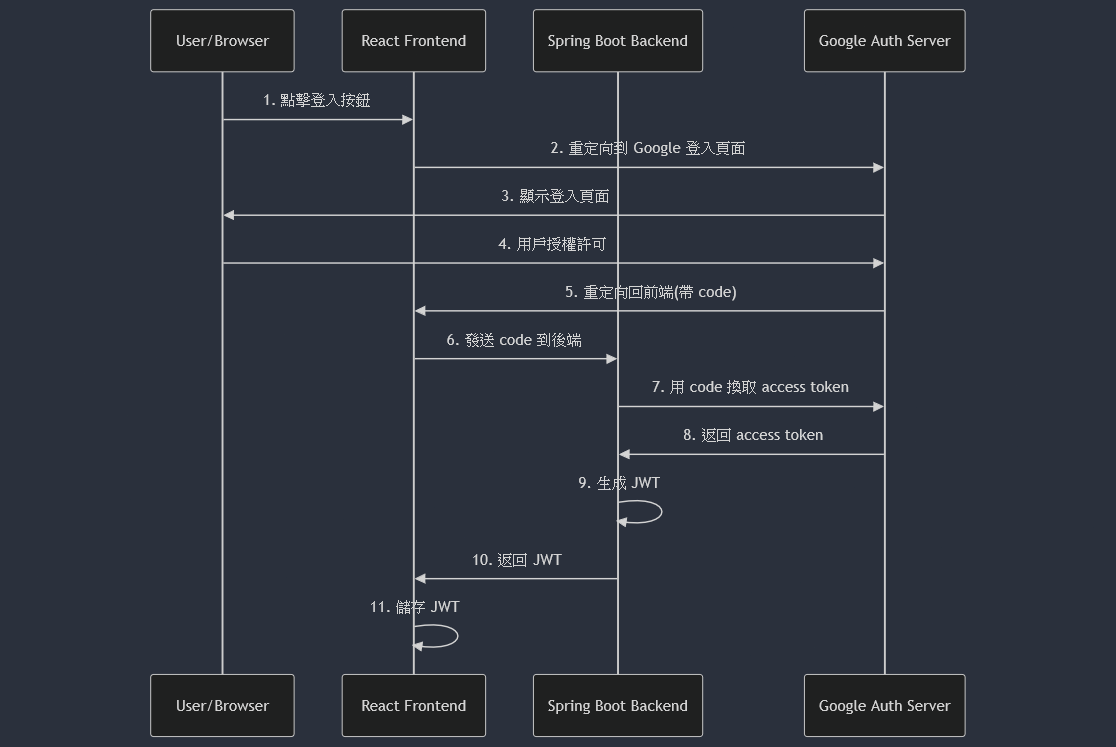 User/Browser
React Frontend
Spring Boot Backend
Google Auth Server
1. 點擊登入按鈕
2. 重定向到 Google 登入頁面
3. 顯示登入頁面
4. 用戶授權許可
5. 重定向回前端(帶 code)
6. 發送 code 到後端
7. 用 code 換取 access token
8. 返回 access token
9. 生成 JWT
10. 返回 JWT
11. 儲存 JWT
User/Browser
React Frontend
Spring Boot Backend
Google Auth Server